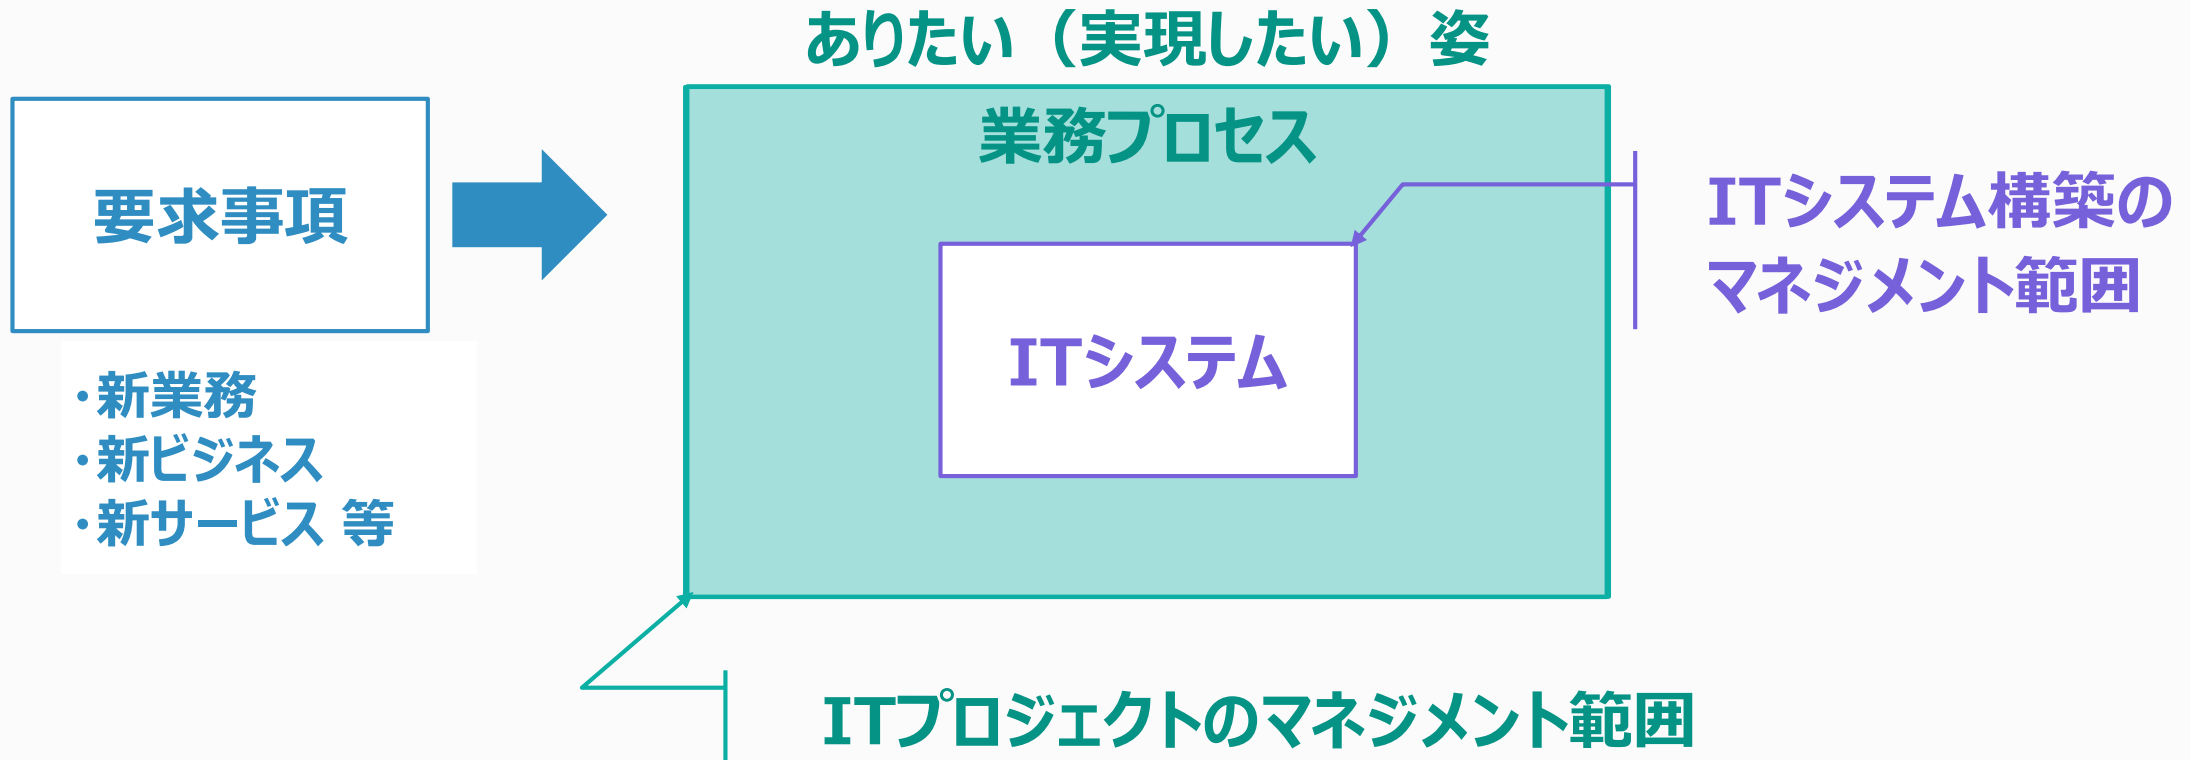 ありたい（実現したい）姿
要求事項
・新業務
・新ビジネス
・新サービス 等
業務プロセス
ITシステム
ITシステム構築の
マネジメント範囲
ITプロジェクトのマネジメント範囲